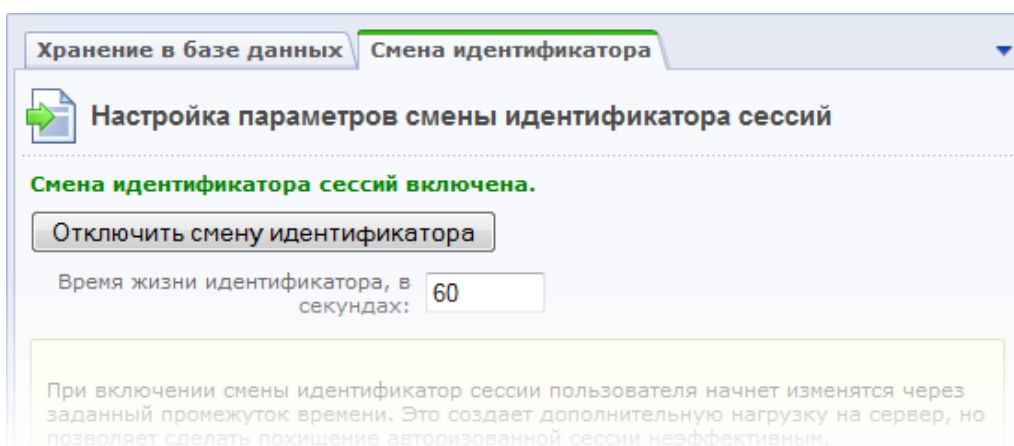 Хранение в базе данных Смена идентификатора
Настройка параметров смены идентификатора сессий
Смена идентификатора сессий включена.
Отключить смену идентификатора
Время жизни идентификатора, в
секундах: 60
При включении смены идентификатор сессии пользователя начнет изменятся через
заданный промежуток времени. Это создает дополнительную нагрузку на сервер, но
позволяет сделать похищение авторизованной сессии неэффективным.